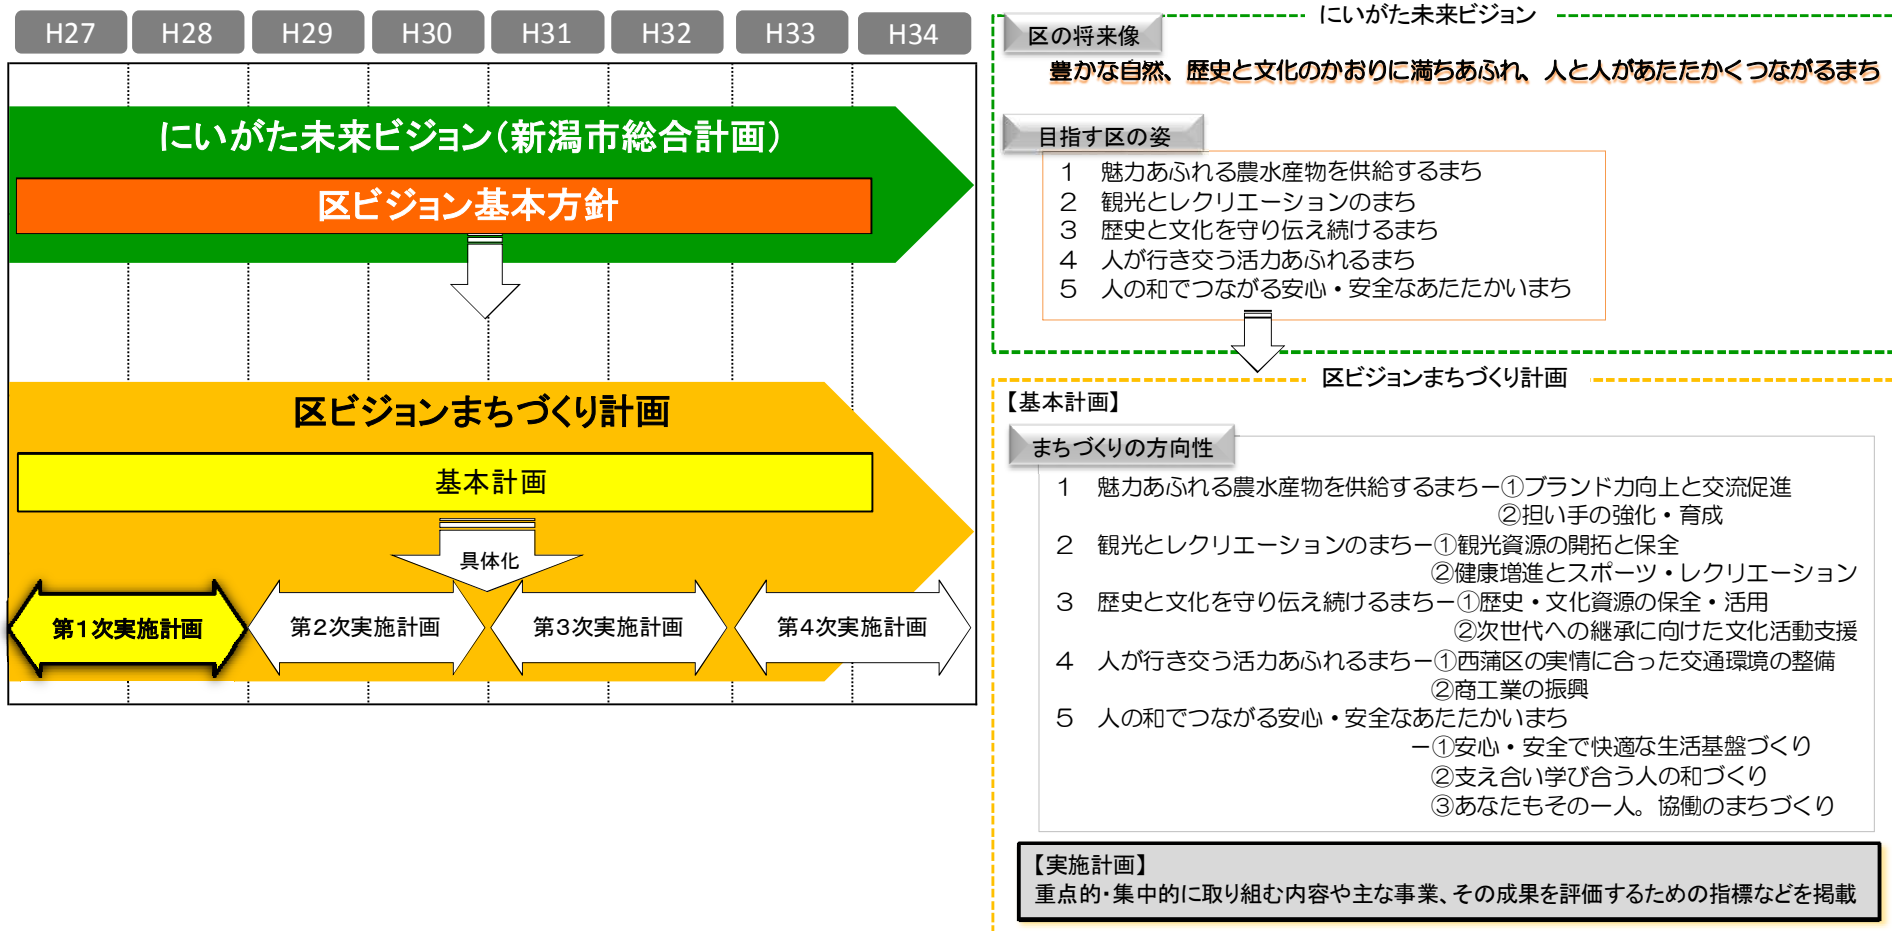 H27 H28 H29 H30 H31 H32 H33 H34
にいがた未来ビジョン（新潟市総合計画）
区ビジョン基本方針
区ビジョンまちづくり計画
基本計画
具体化
第１次実施計画 第２次実施計画 第３次実施計画 第４次実施計画
にいがた未来ビジョン
区の将来像
豊かな自然、歴史と文化のかおりに満ちあふれ、人と人があたたかくつながるまち
目指す区の姿
１　魅力あふれる農水産物を供給するまち
２　観光とレクリエーションのまち
３　歴史と文化を守り伝え続けるまち
４　人が行き交う活力あふれるまち
５　人の和でつながる安心・安全なあたたかいまち
区ビジョンまちづくり計画
【基本計画】
まちづくりの方向性
１　魅力あふれる農水産物を供給するまち－①ブランド力向上と交流促進
②担い手の強化・育成
２　観光とレクリエーションのまち－①観光資源の開拓と保全
②健康増進とスポーツ・レクリエーション
３　歴史と文化を守り伝え続けるまち－①歴史・文化資源の保全・活用
②次世代への継承に向けた文化活動支援
４　人が行き交う活力あふれるまち－①西蒲区の実情に合った交通環境の整備
②商工業の振興
５　人の和でつながる安心・安全なあたたかいまち
－①安心・安全で快適な生活基盤づくり
②支え合い学び合う人の和づくり
③あなたもその一人。協働のまちづくり
【実施計画】
重点的・集中的に取り組む内容や主な事業、その成果を評価するための指標などを掲載